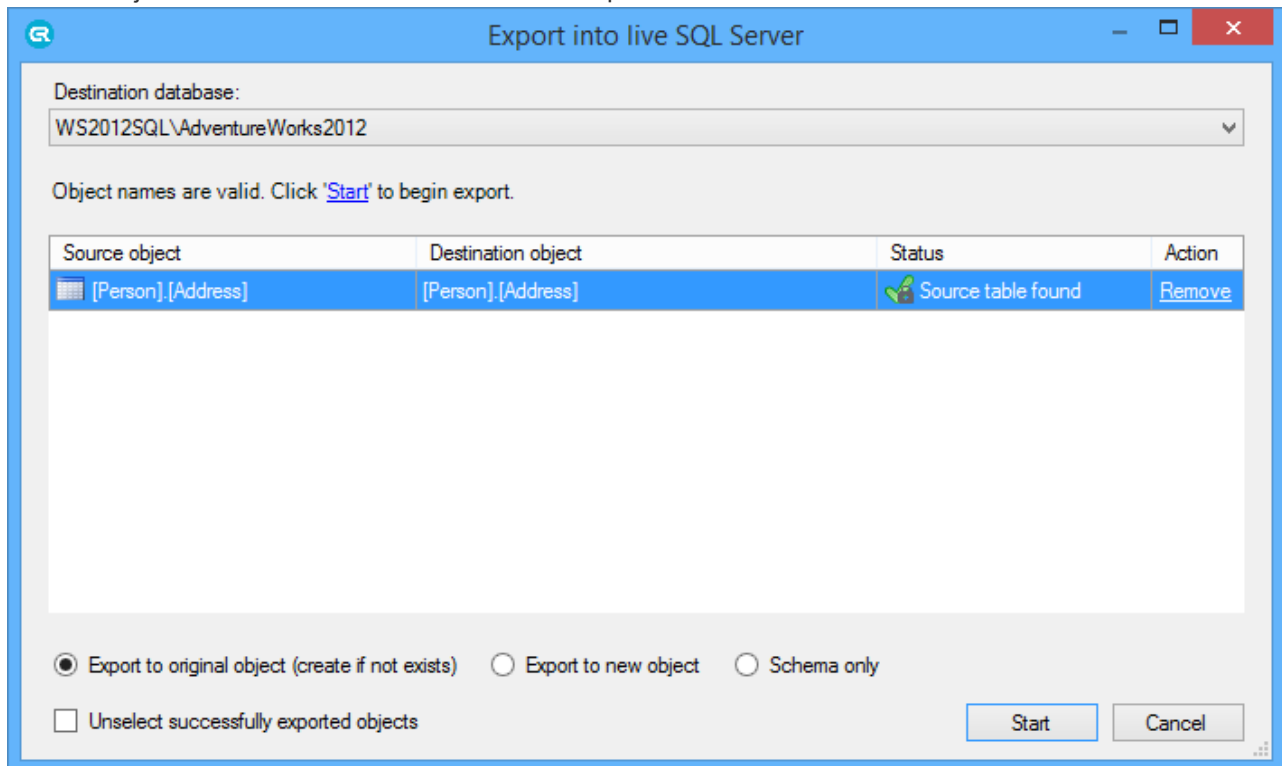 Export into live SQL Server
Destination database:
WS2012SQL\AdventureWorks2012
Object names are valid. Click 'Start' to begin export.
Source object Destination object Status Action
[Person].[Address] [Person].[Address] Source table found Remove
Export to original object (create if not exists) Export to new object Schema only
Unselect successfully exported objects Start Cancel